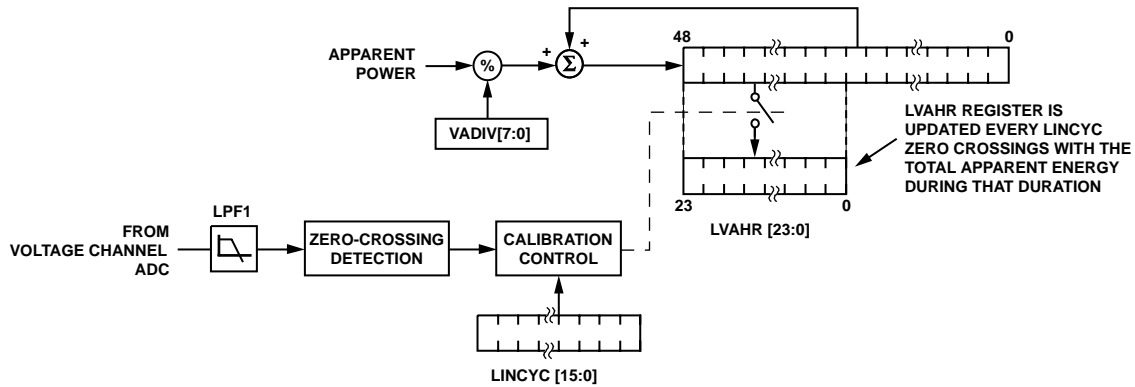 48
0
APPARENT
POWER
%
+
Σ
+
VADIV[7:0]
LVAHR REGISTER IS
UPDATED EVERY LINCYC
ZERO CROSSINGS WITH THE
TOTAL APPARENT ENERGY
DURING THAT DURATION
23
0
LVAHR [23:0]
LPF1
FROM
VOLTAGE CHANNEL
ADC
ZERO-CROSSING
DETECTION
CALIBRATION
CONTROL
LINCYC [15:0]